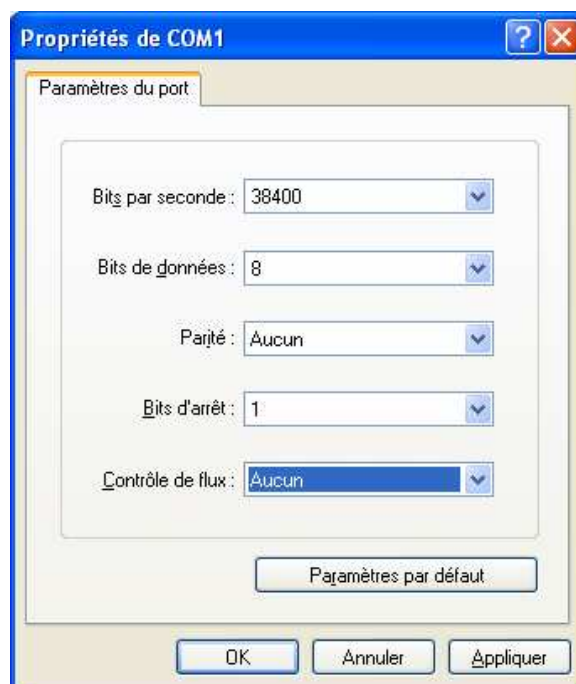 Propriétés de COM1
Paramètres du port
Bits par seconde : 38400
Bits de données : 8
Parité : Aucun
Bits d'arrêt : 1
Contrôle de flux : Aucun
Paramètres par défaut
OK Annuler Appliquer